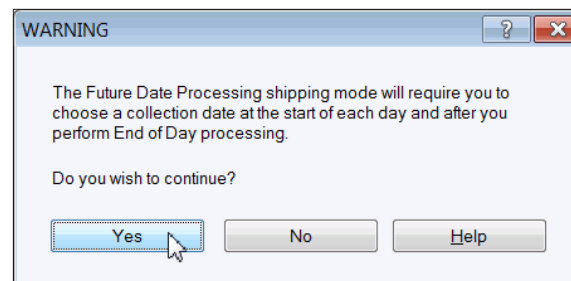 WARNING
?
The Future Date Processing shipping mode will require you to
choose a collection date at the start of each day and after you
perform End of Day processing.
Do you wish to continue?
Yes No Help